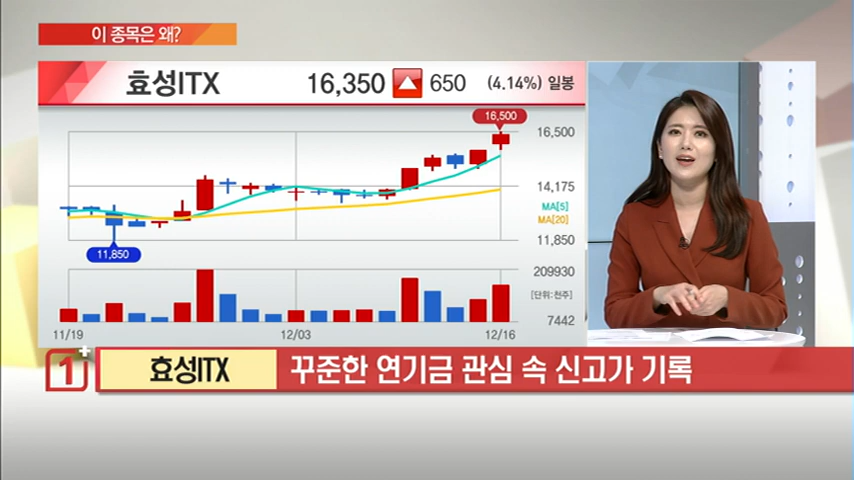 이 종목은 왜?
효성ITX 16,350 ▲ 650 (4.14%) 일봉
16,500
16,500
14,175
MA[5]
MA[20]
11,850
11,850
209930
[단위:천주]
7442
11/19 12/03 12/16
1+ 효성ITX 꾸준한 연기금 관심 속 신고가 기록